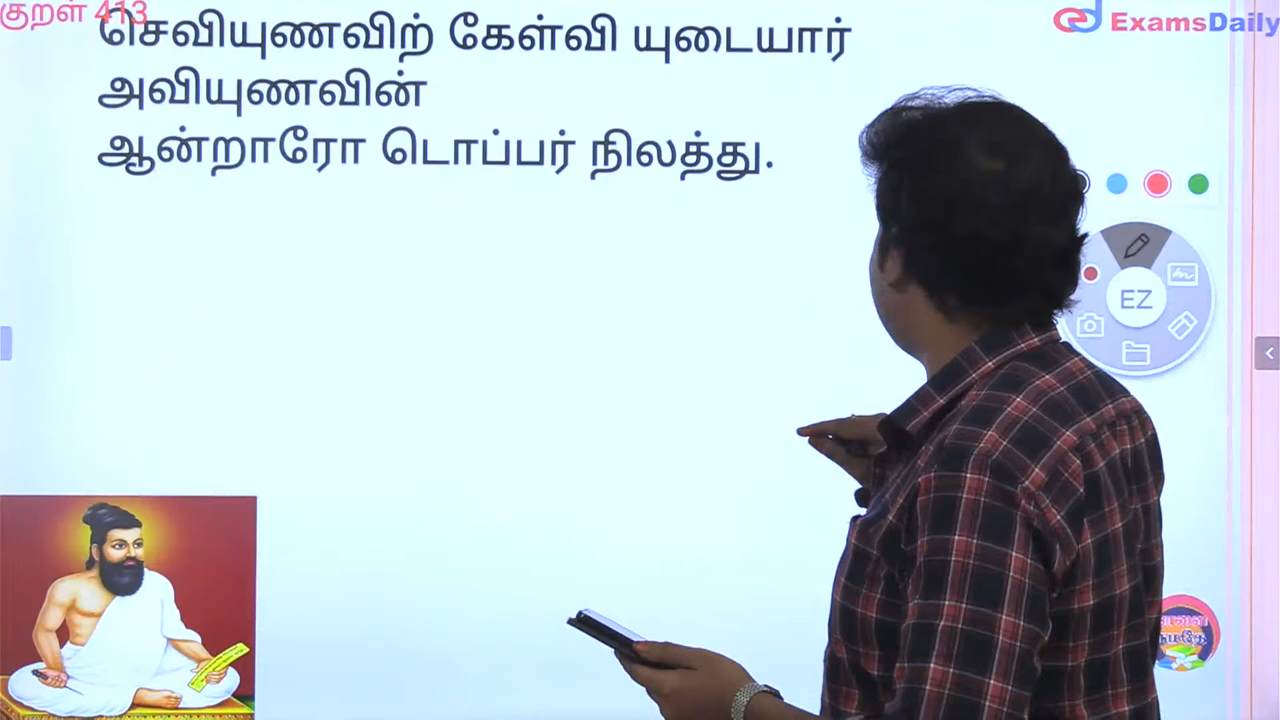 குறள் 413
ExamsDaily
செவியுணவிற் கேள்வி யுடையார்
அவியுணவின்
ஆன்றாரோ டொப்பர் நிலத்து.
EZ